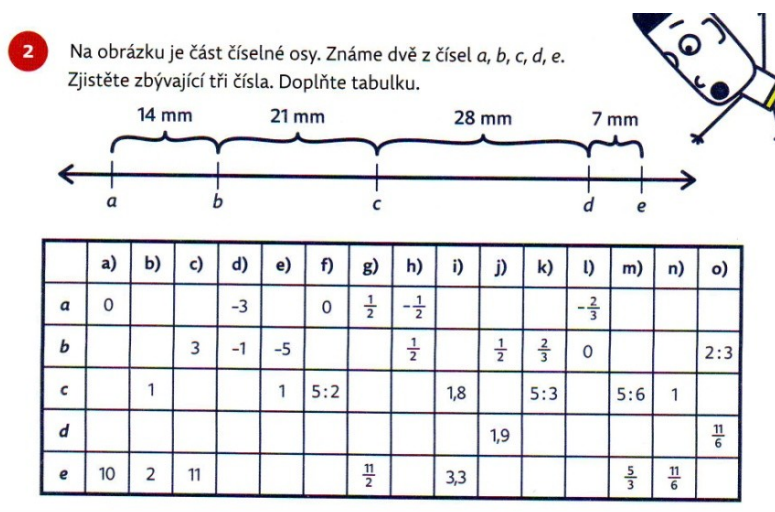 2 Na obrázku je část číselné osy. Známe dvě z čísel a, b, c, d, e.
Zjistěte zbývající tři čísla. Doplňte tabulku.
14 mm 21 mm 28 mm 7 mm
a b c d e
a) b) c) d) e) f) g) h) i) j) k) l) m) n) o)
a 0 -3 0 1/2 -1/2 -2/3
b 3 -1 -5 1/2 1/2 2/3 0 2:3
c 1 1 5:2 1,8 5:3 5:6 1
d 1,9 11/6
e 10 2 11 11/2 3,3 5/3 11/6